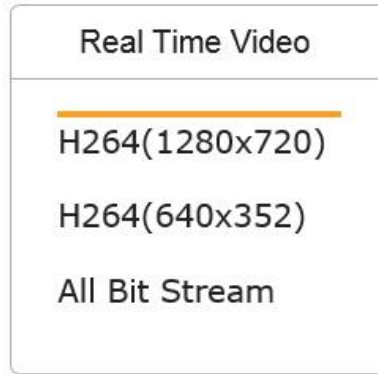 Real Time Video
H264(1280x720)
H264(640x352)
All Bit Stream